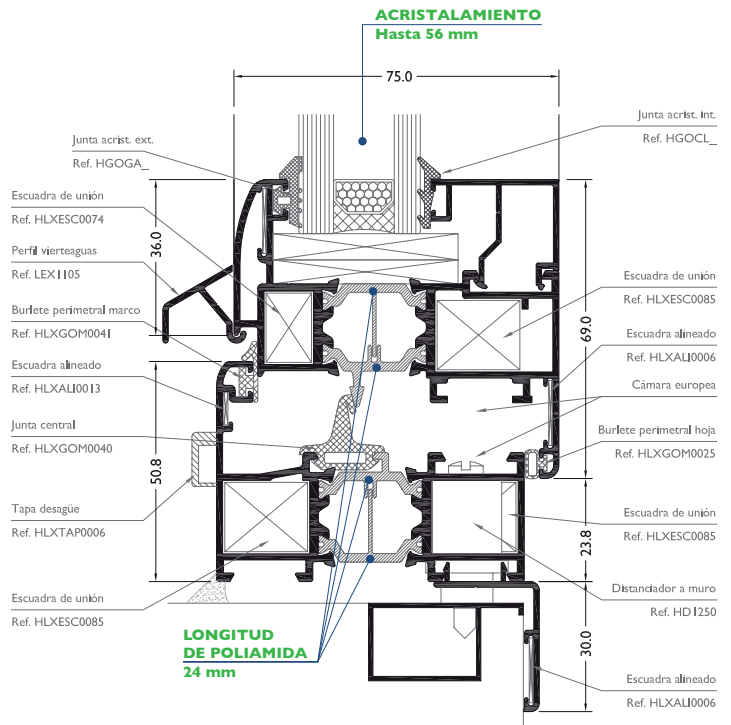 ACRISTALAMIENTO
Hasta 56 mm
75.0
Junta acrist. ext.
Ref. HGOGA_
Escuadra de unión
Ref. HLXESC0074
Perfil vierteaguas
Ref. LEX1105
Burlete perimetral marco
Ref. HLXGOM0041
Escuadra alineado
Ref. HLXALI0013
Junta central
Ref. HLXGOM0040
Tapa desagüe
Ref. HLXTAP0006
Escuadra de unión
Ref. HLXESC0085
36.0
50.8
LONGITUD
DE POLIAMIDA
24 mm
Junta acrist. int.
Ref. HGOCL_
Escuadra de unión
Ref. HLXESC0085
Escuadra alineado
Ref. HLXALI0006
Cámara europea
Burlete perimetral hoja
Ref. HLXGOM0025
Escuadra de unión
Ref. HLXESC0085
Distanciador a muro
Ref. HD1250
Escuadra alineado
Ref. HLXALI0006
69.0
23.8
30.0